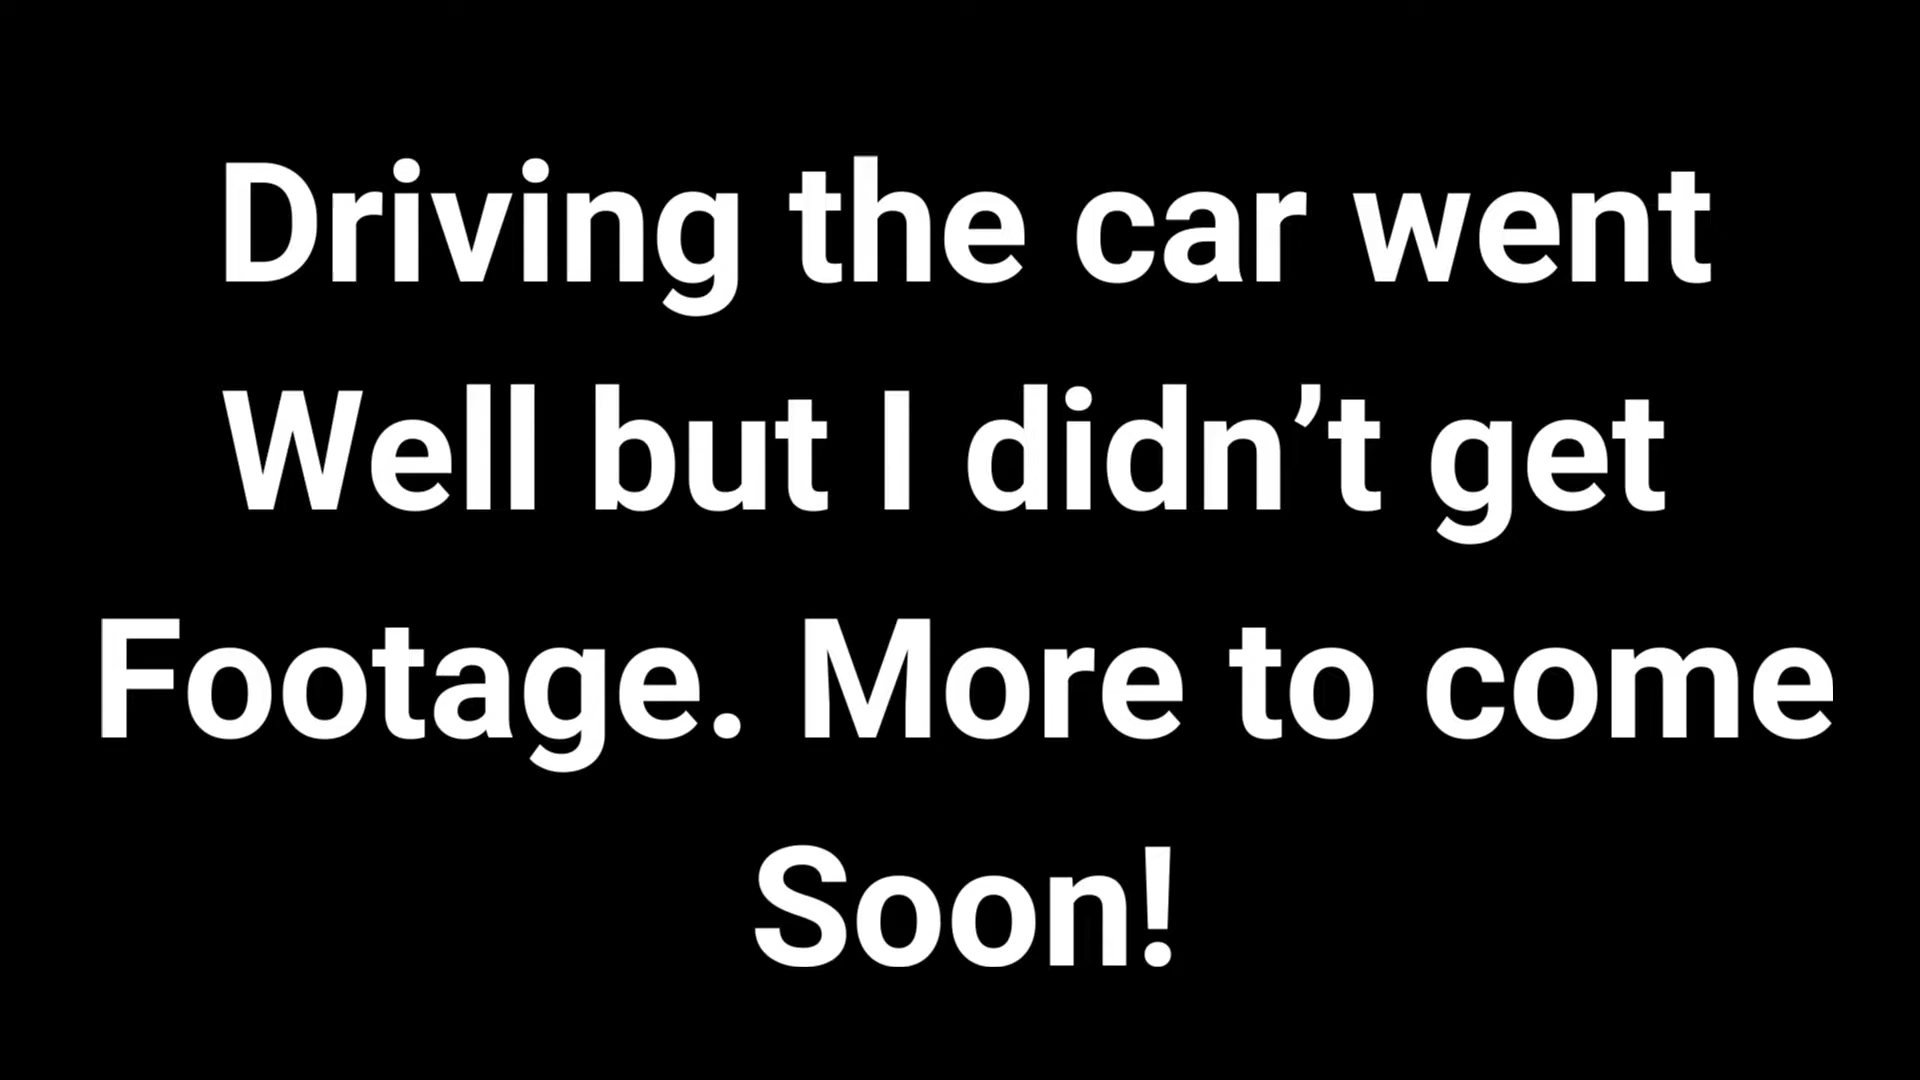 Driving the car went
Well but I didn’t get
Footage. More to come
Soon!